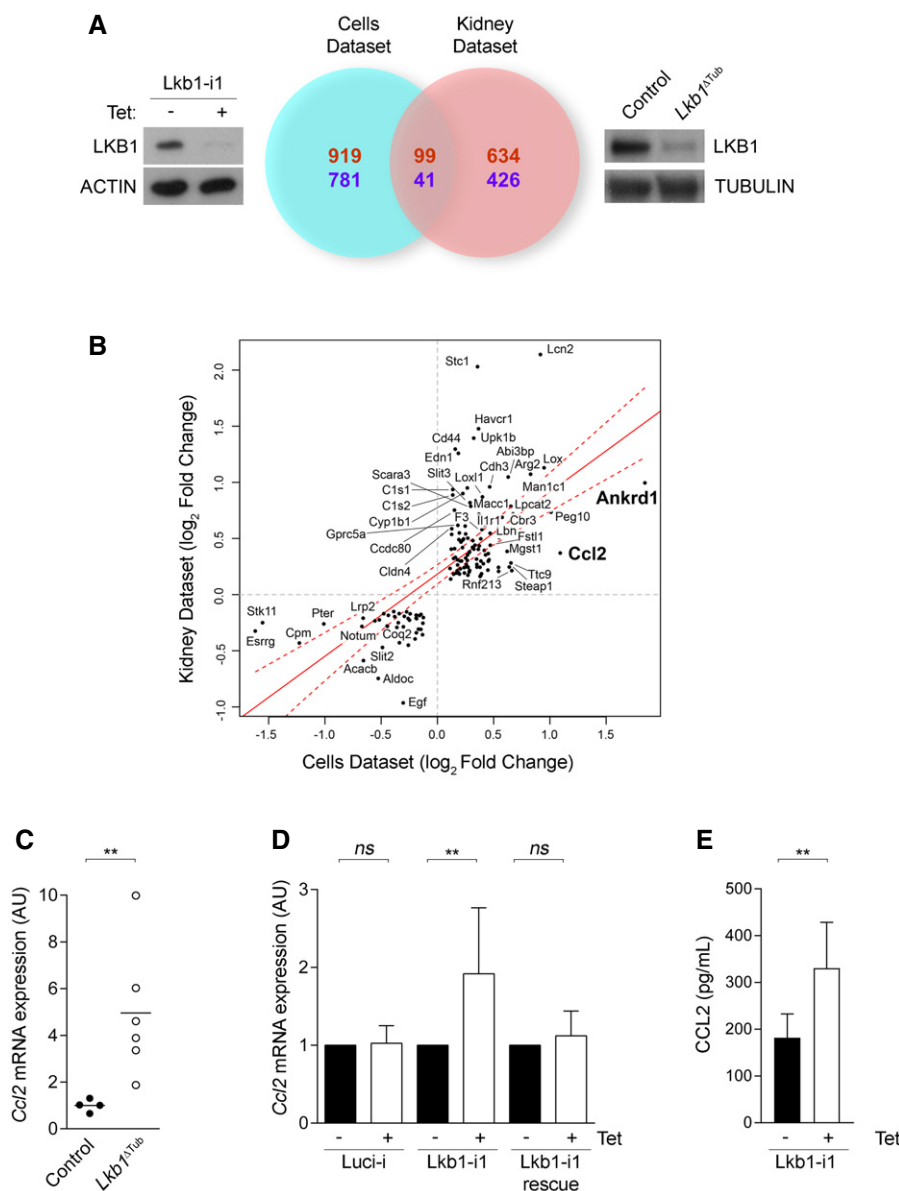 A
Cells
Dataset
Kidney
Dataset
Lkb1-i1
Tet: - +
LKB1
ACTIN
919 99 634
781 41 426
Control
Lkb1ΔTub
LKB1
TUBULIN
B
Kidney Dataset (log2 Fold Change)
2.0
1.5
1.0
0.5
0.0
-0.5
-1.0
Lcn2
Stc1
Havcr1
Upk1b
Cd44
Edn1
Abi3bp
Arg2
Lox
Cdh3
Loxl1
Slit3
Scara3
Man1c1
C1s1
C1s2
Macc1
Lpcat2
Ankrd1
Peg10
Cyp1b1
F3
Il1r1
Cbr3
Gprc5a
Lbn
Fstl1
Ccl2
Ccdc80
Mgst1
Cldn4
Ttc9
Rnf213
Steap1
Stk11
Pter
Lrp2
Esrrg
Cpm
Notum
Coq2
Slit2
Acacb
Aldoc
Egf
-1.5 -1.0 -0.5 0.0 0.5 1.0 1.5
Cells Dataset (log2 Fold Change)
C
**
Ccl2 mRNA expression (AU)
10
8
6
4
2
0
Control
Lkb1ΔTub
D
ns ** ns
Ccl2 mRNA expression (AU)
3
2
1
0
- + - + - + Tet
Luci-i Lkb1-i1 Lkb1-i1
rescue
E
**
CCL2 (pg/mL)
500
400
300
200
100
0
- + Tet
Lkb1-i1